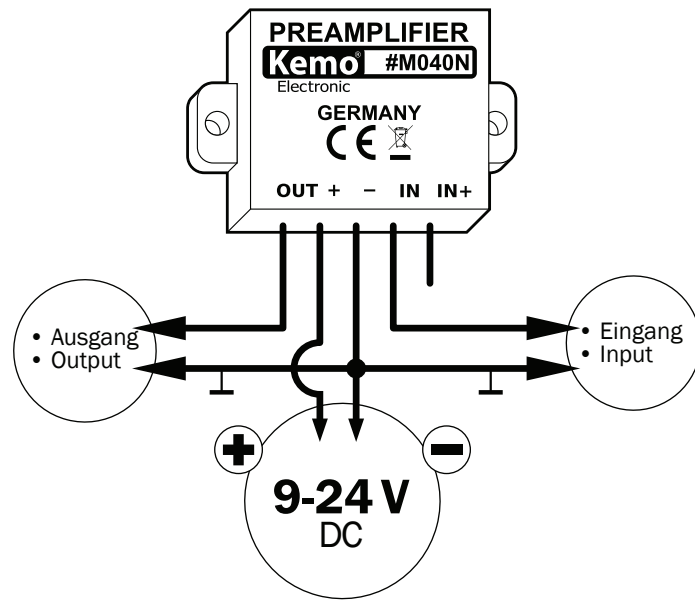 PREAMPLIFIER
Kemo® #M040N
Electronic
GERMANY
CE
OUT + – IN IN+
• Ausgang
• Output
• Eingang
• Input
+ –
9-24 V
DC